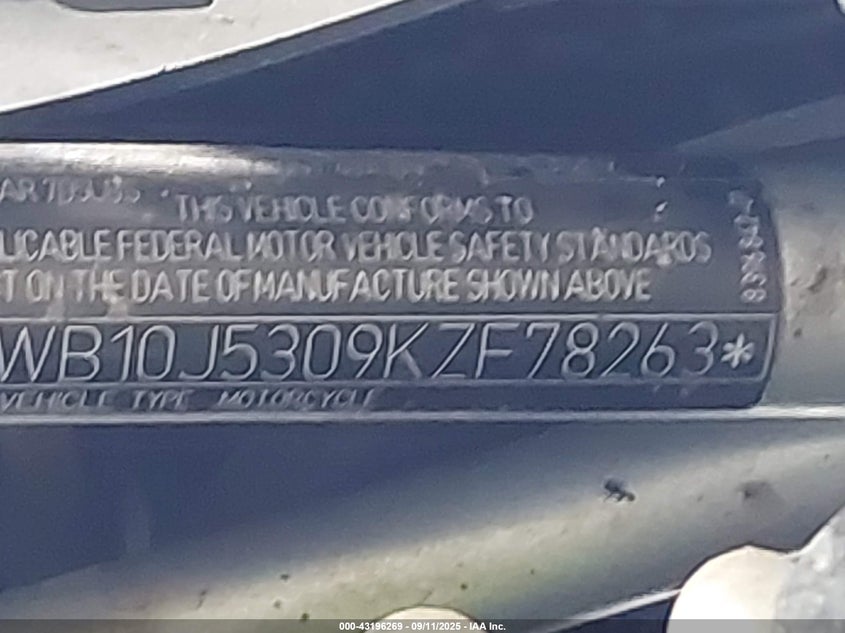 THIS VEHICLE CONFORMS TO
LICABLE FEDERAL MOTOR VEHICLE SAFETY STANDARDS
T ON THE DATE OF MANUFACTURE SHOWN ABOVE
WB10J5309KZF78263*
VEHICLE TYPE MOTORCYCLE
000-43196269 - 09/11/2025 - IAA Inc.